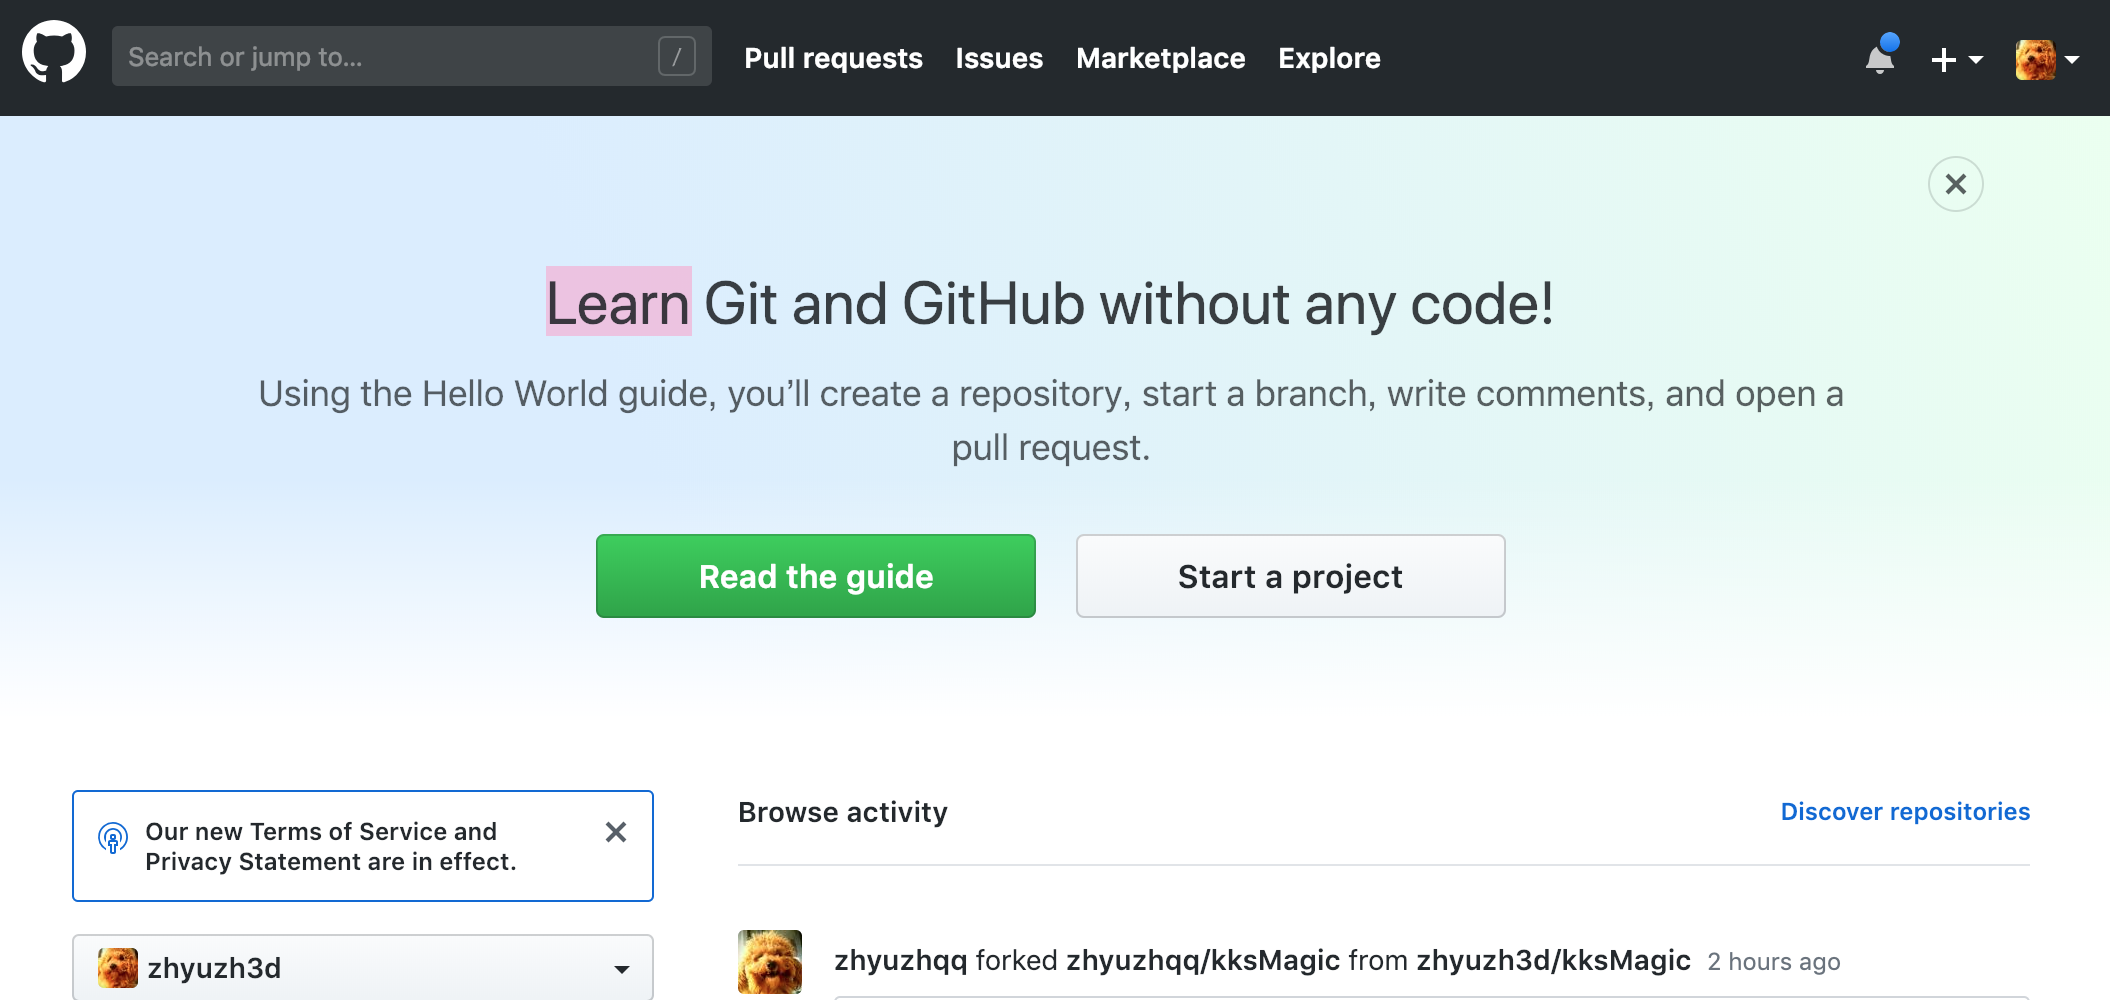 Search or jump to... /
Pull requests Issues Marketplace Explore
Learn Git and GitHub without any code!
Using the Hello World guide, you’ll create a repository, start a branch, write comments, and open a
pull request.
Read the guide
Start a project
Our new Terms of Service and
Privacy Statement are in effect.
zhyuzh3d
Browse activity
Discover repositories
zhyuzhqq forked zhyuzhqq/kksMagic from zhyuzh3d/kksMagic 2 hours ago